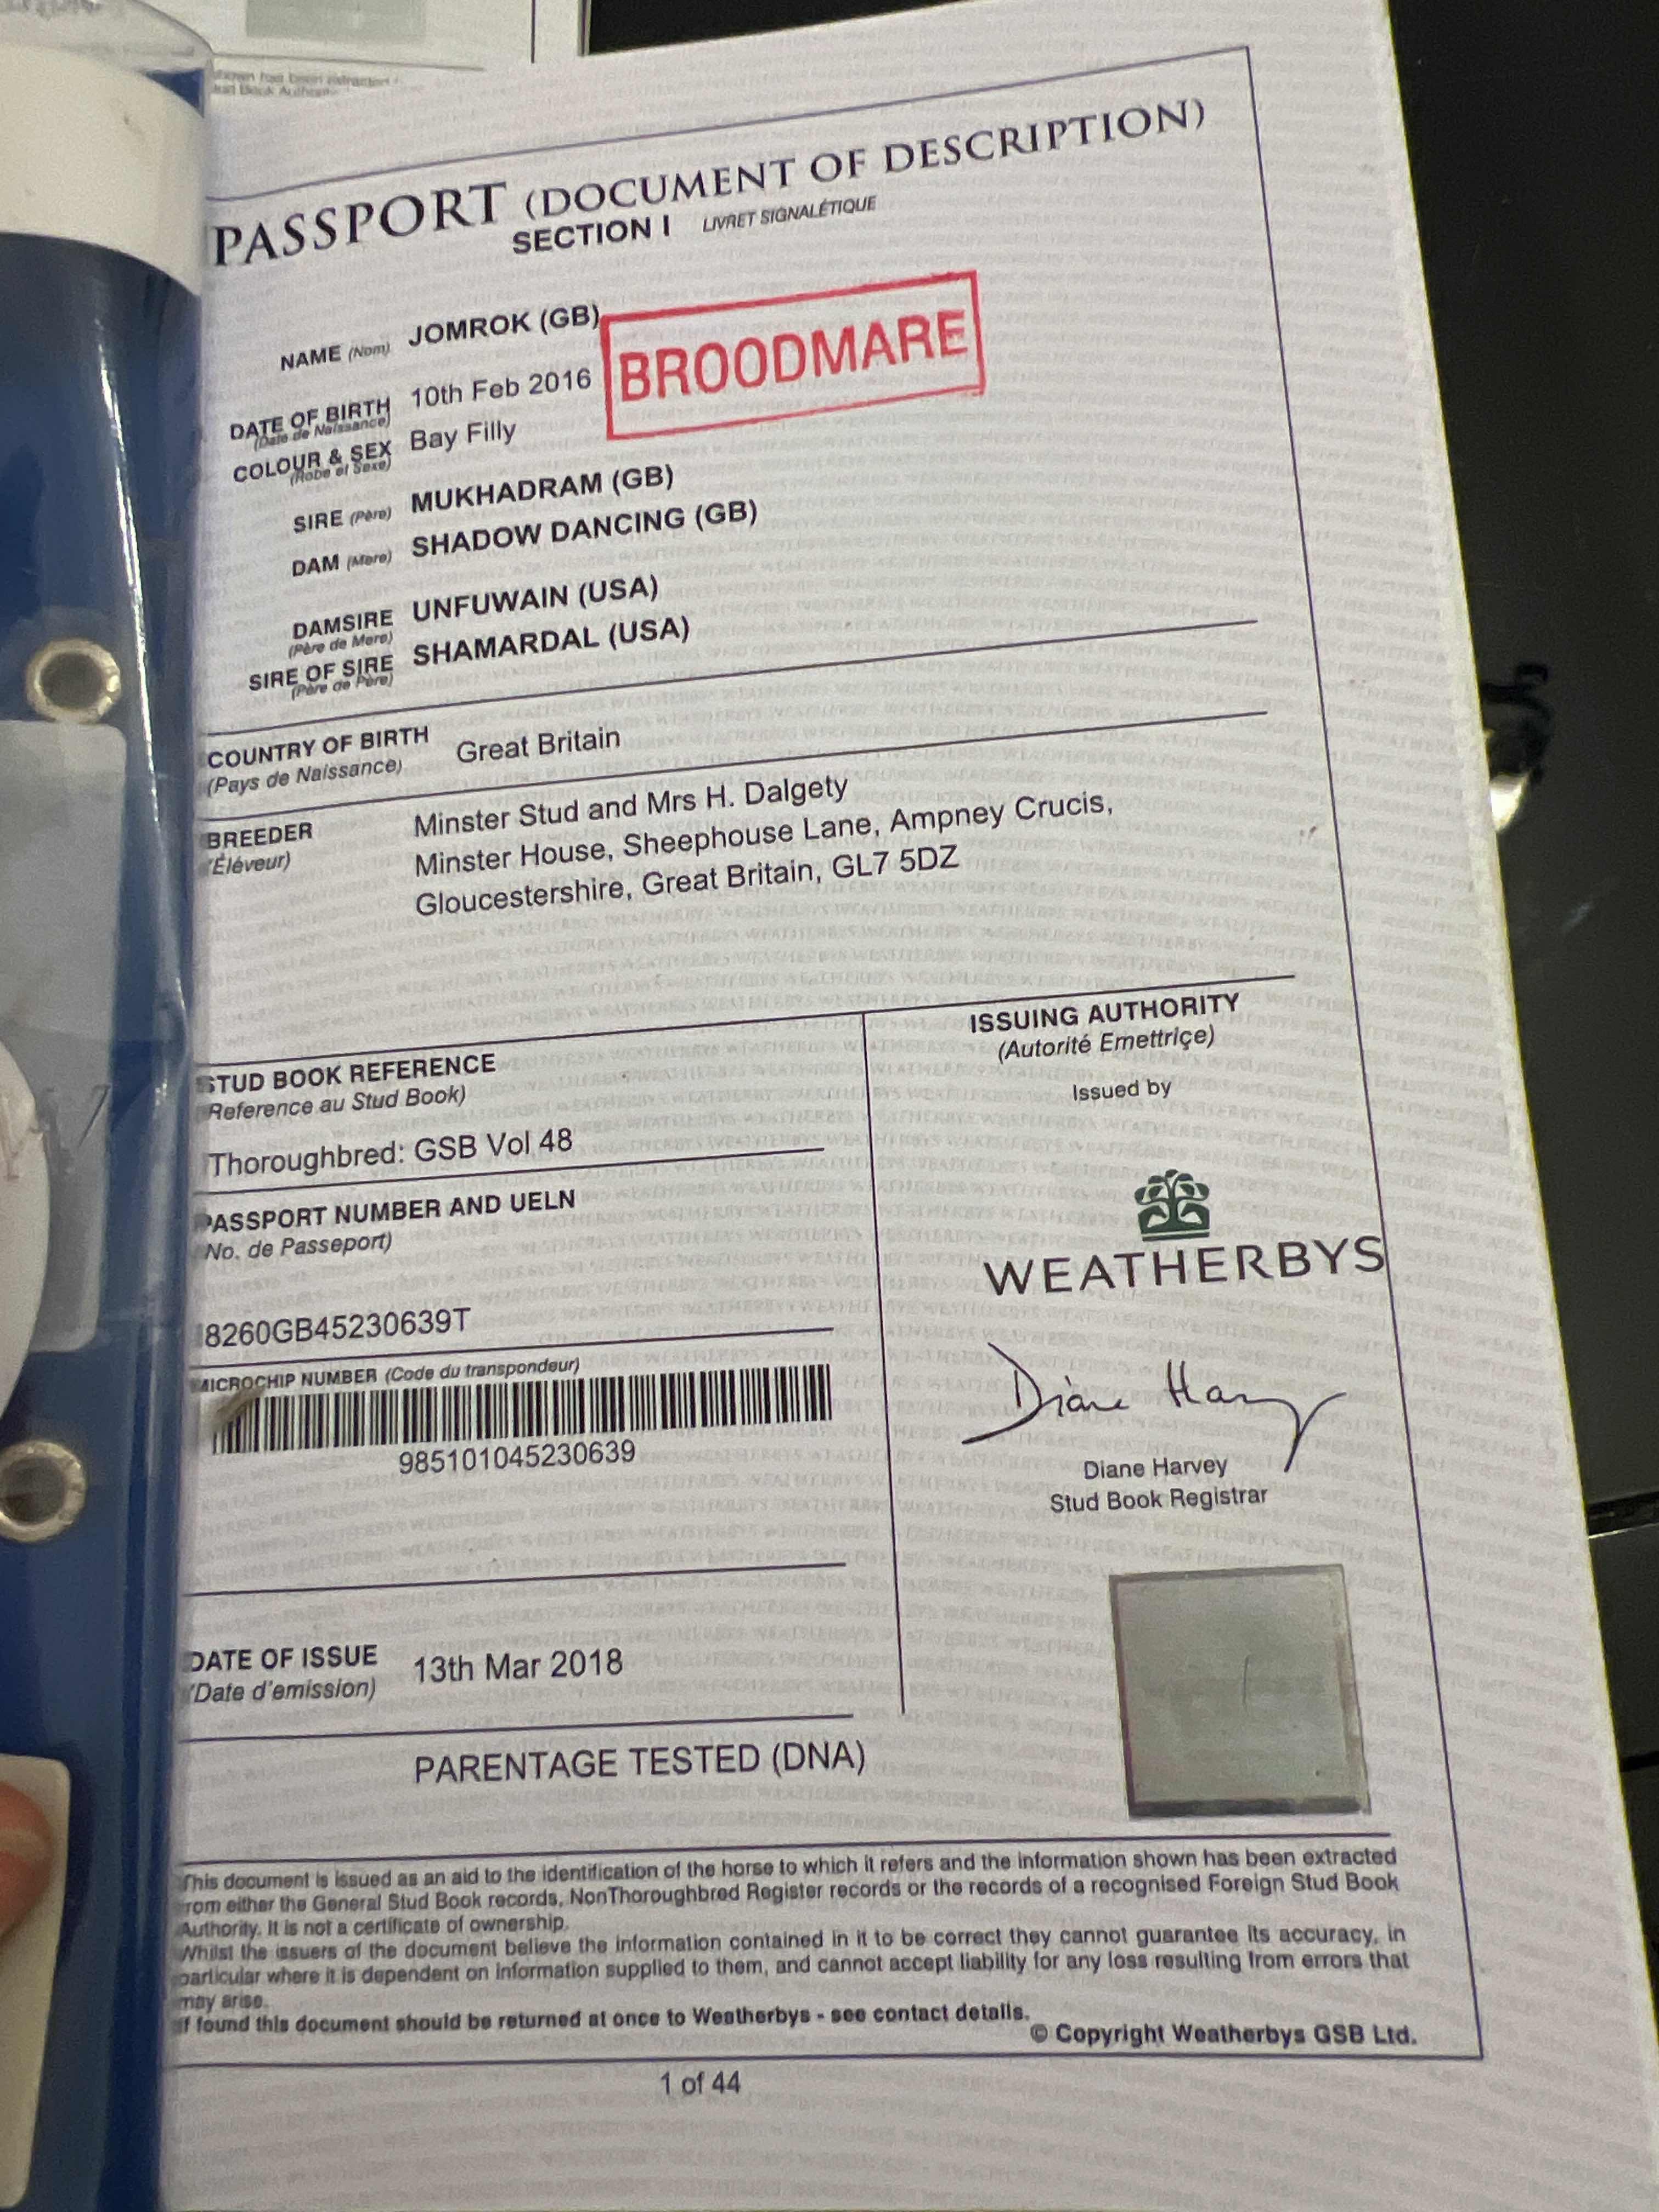 shown had been extracted
Stud Book Author
PASSPORT (DOCUMENT OF DESCRIPTION)
SECTION I LIVRET SIGNALÉTIQUE
NAME (Nom) JOMROK (GB)
BROODMARE
DATE OF BIRTH 10th Feb 2016
(Date de Naissance)
COLOUR & SEX Bay Filly
(Robe et Sexe)
SIRE (Père) MUKHADRAM (GB)
DAM (Mere) SHADOW DANCING (GB)
DAMSIRE UNFUWAIN (USA)
(Père de Mere)
SIRE OF SIRE SHAMARDAL (USA)
(Père de Père)
COUNTRY OF BIRTH Great Britain
(Pays de Naissance)
BREEDER Minster Stud and Mrs H. Dalgety
(Éléveur) Minster House, Sheephouse Lane, Ampney Crucis,
Gloucestershire, Great Britain, GL7 5DZ
STUD BOOK REFERENCE
Reference au Stud Book)
Thoroughbred: GSB Vol 48
PASSPORT NUMBER AND UELN
No. de Passeport)
8260GB45230639T
MICROCHIP NUMBER (Code du transpondeur)
985101045230639
DATE OF ISSUE 13th Mar 2018
(Date d'emission)
PARENTAGE TESTED (DNA)
ISSUING AUTHORITY
(Autorité Emettriçe)
Issued by
WEATHERBYS
Diane Harvey
Diane Harvey
Stud Book Registrar
This document is issued as an aid to the identification of the horse to which it refers and the information shown has been extracted
from either the General Stud Book records, NonThoroughbred Register records or the records of a recognised Foreign Stud Book
Authority. It is not a certificate of ownership.
Whilst the issuers of the document believe the information contained in it to be correct they cannot guarantee its accuracy, in
particular where it is dependent on information supplied to them, and cannot accept liability for any loss resulting from errors that
may arise.
If found this document should be returned at once to Weatherbys - see contact details.
© Copyright Weatherbys GSB Ltd.
1 of 44